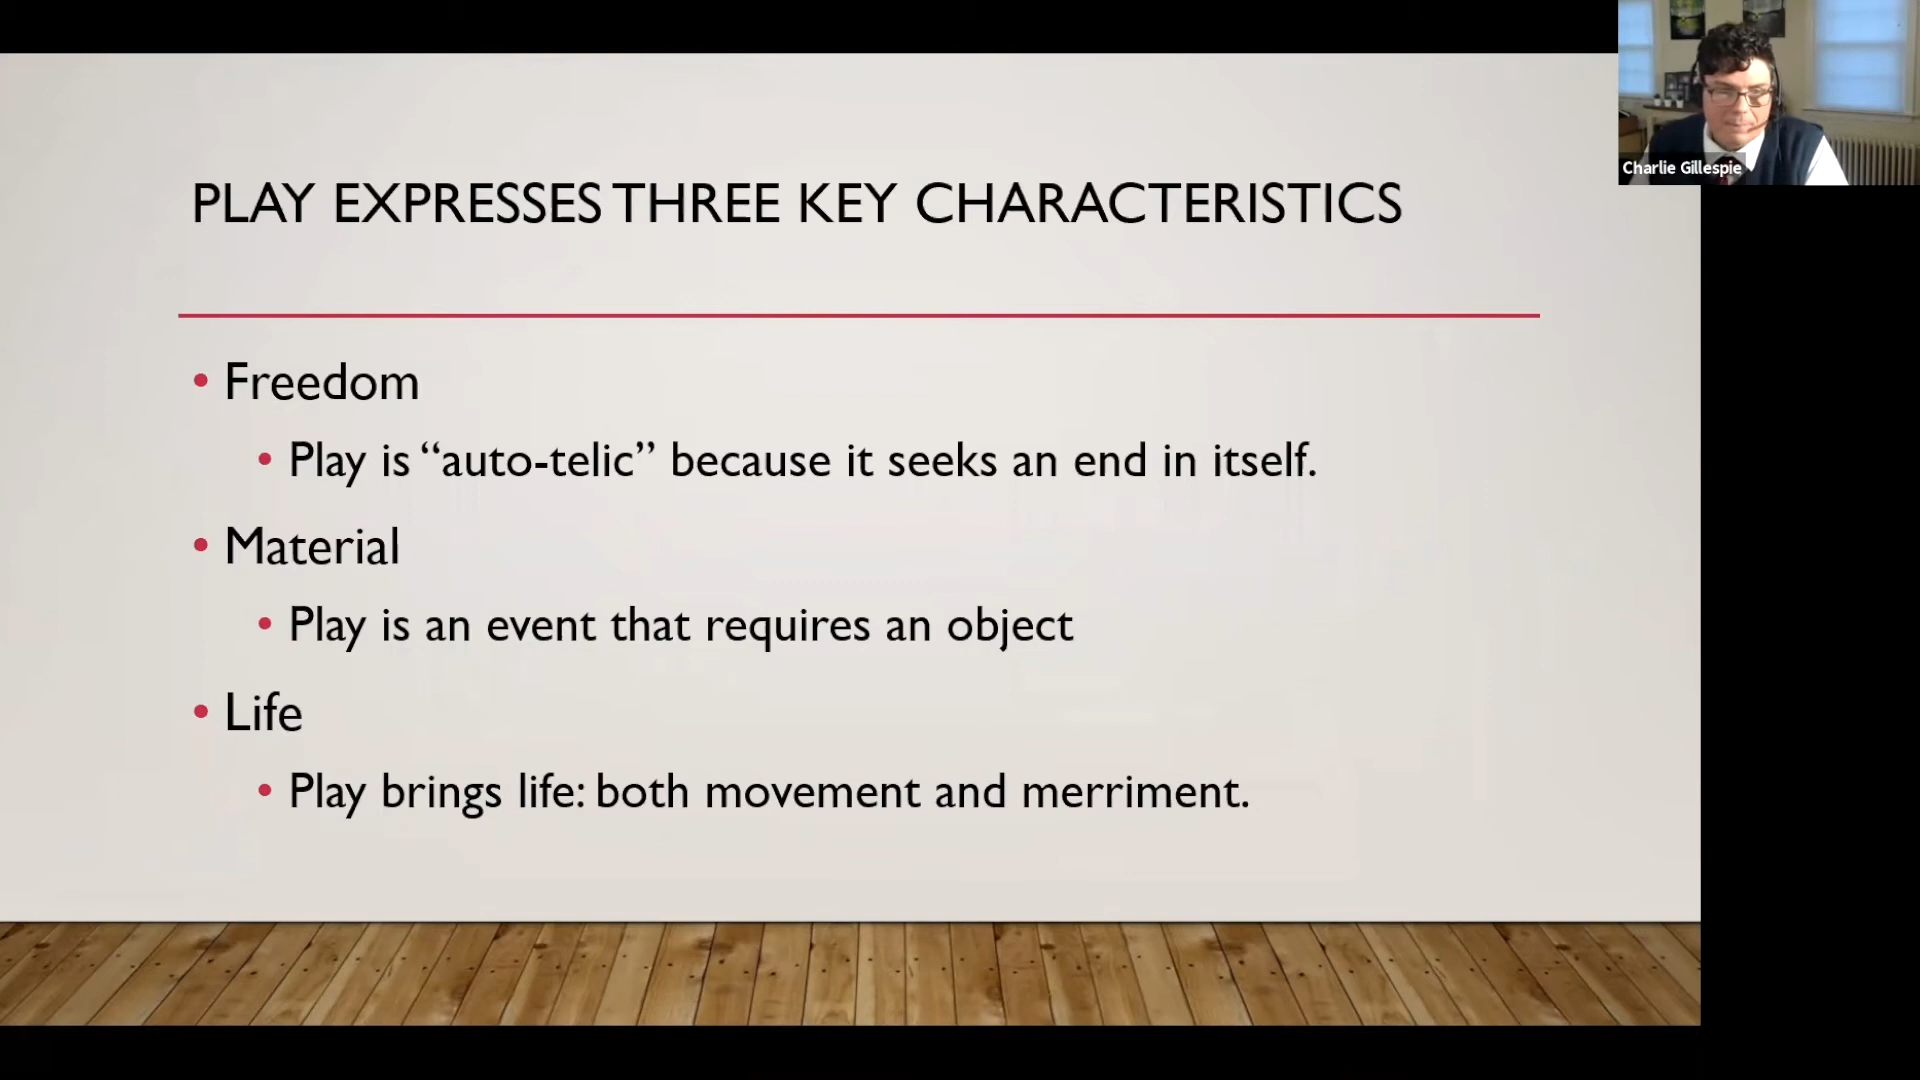 Charlie Gillespie
PLAY EXPRESSES THREE KEY CHARACTERISTICS
• Freedom
• Play is “auto-telic” because it seeks an end in itself.
• Material
• Play is an event that requires an object
• Life
• Play brings life: both movement and merriment.